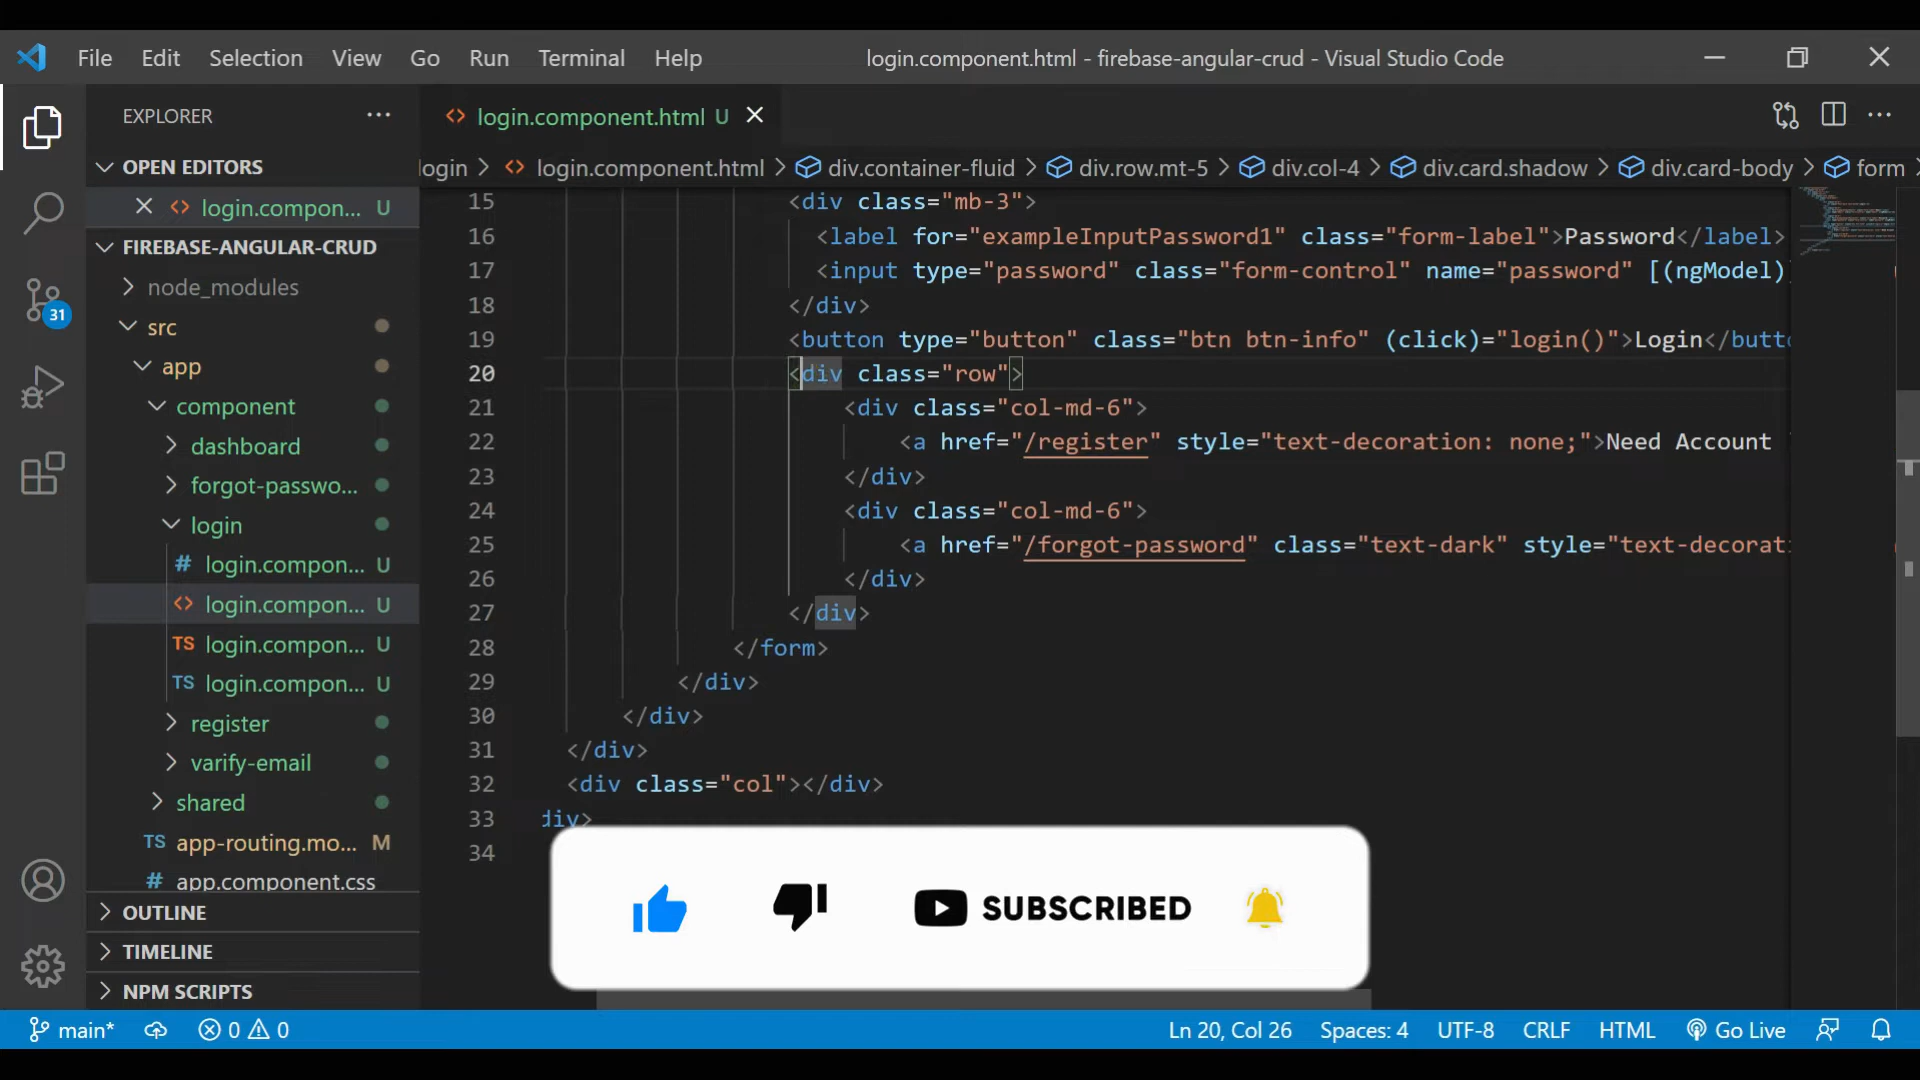 File Edit Selection View Go Run Terminal Help login.component.html - firebase-angular-crud - Visual Studio Code
EXPLORER
login.component.html U
OPEN EDITORS
login > login.component.html > div.container-fluid > div.row.mt-5 > div.col-4 > div.card.shadow > div.card-body > form >
login.compon... U
FIREBASE-ANGULAR-CRUD
node_modules
src
app
component
dashboard
forgot-passwo...
login
login.compon... U
login.compon... U
TS login.compon... U
TS login.compon... U
register
varify-email
shared
TS app-routing.mo... M
# app.component.css
OUTLINE
TIMELINE
NPM SCRIPTS
31
15 <div class="mb-3">
16 <label for="exampleInputPassword1" class="form-label">Password</label>
17 <input type="password" class="form-control" name="password" [(ngModel)]
18 </div>
19 <button type="button" class="btn btn-info" (click)="login()">Login</butt
20 <div class="row">
21 <div class="col-md-6">
22 <a href="/register" style="text-decoration: none;">Need Account
23 </div>
24 <div class="col-md-6">
25 <a href="/forgot-password" class="text-dark" style="text-decorat
26 </div>
27 </div>
28 </form>
29 </div>
30 </div>
31 </div>
32 <div class="col"></div>
33 div>
34
SUBSCRIBED
main* 0 0 Ln 20, Col 26 Spaces: 4 UTF-8 CRLF HTML Go Live